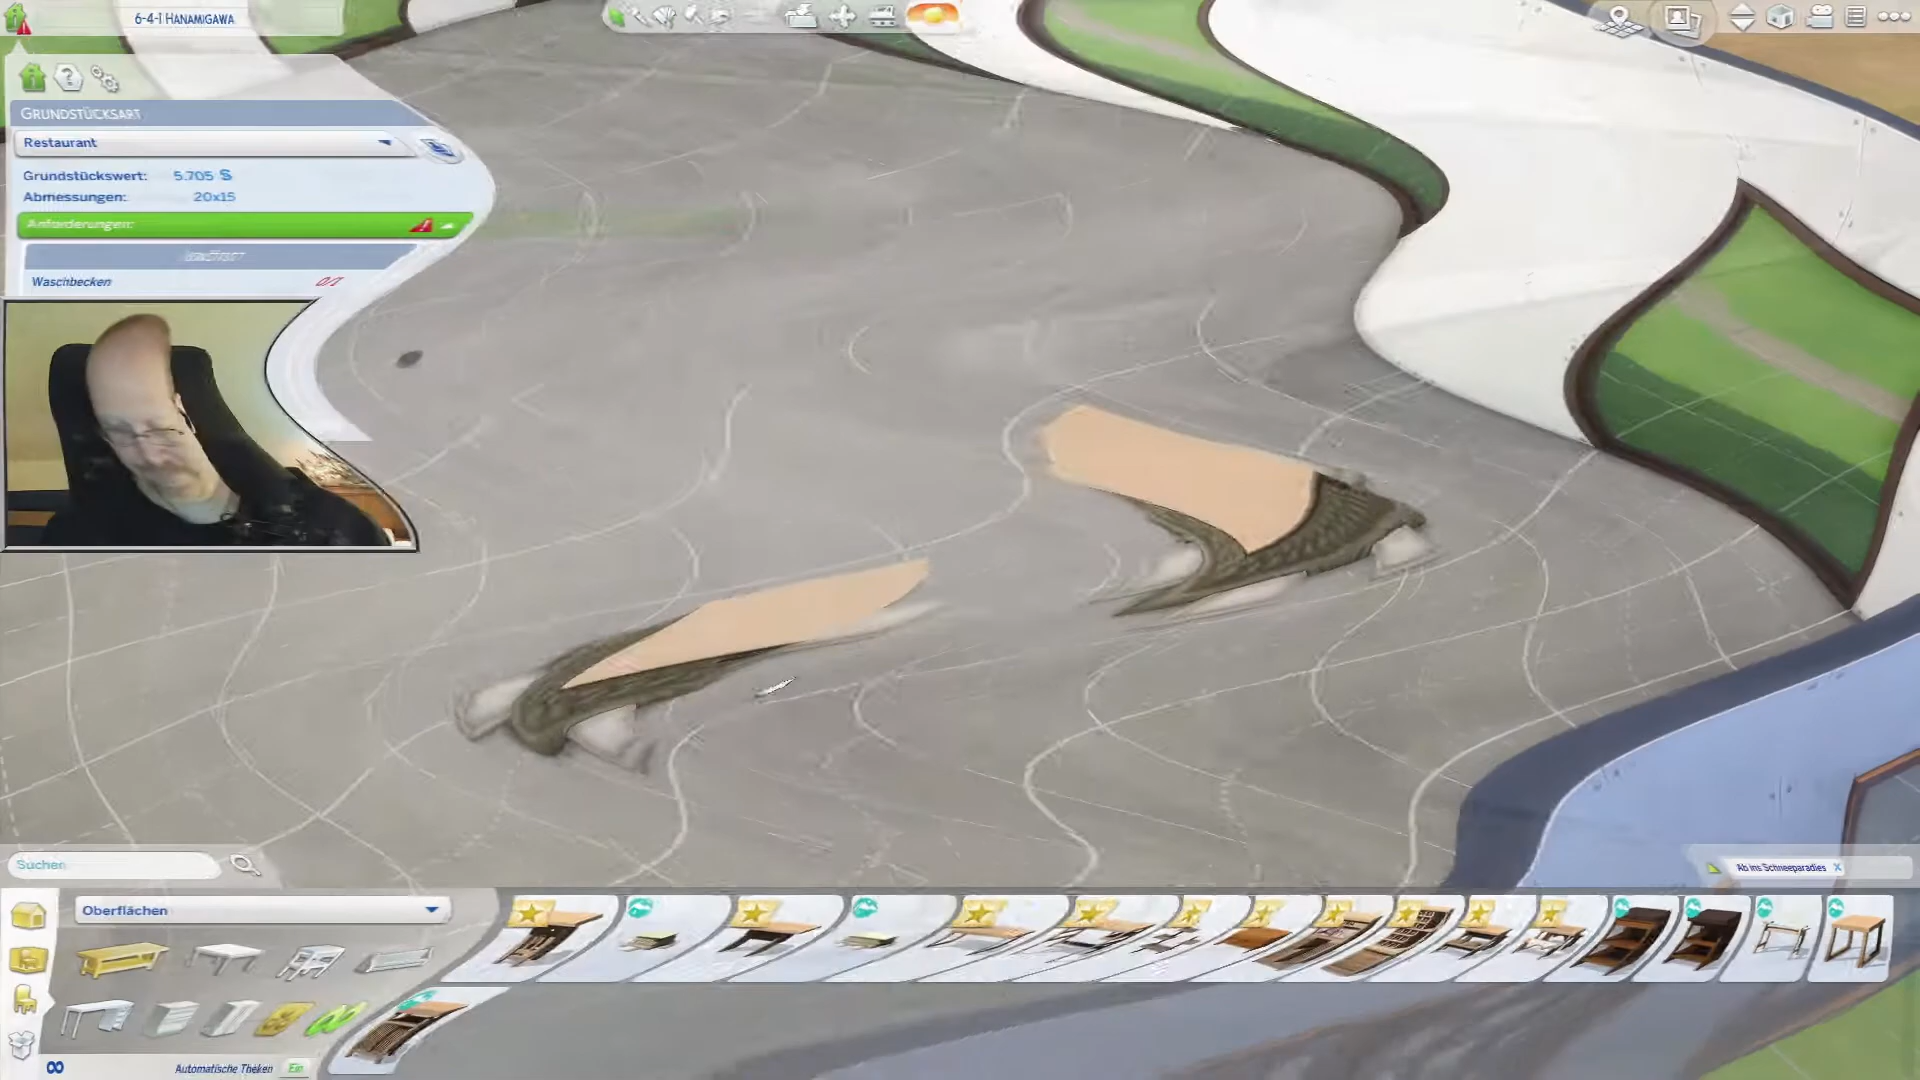 6-4-1 HANAMIGAWA
GRUNDSTÜCKSART
Restaurant
Grundstückswert: 5.705 $
Abmessungen: 20x15
Anforderungen:
Waschbecken 0/1
Suchen
Ab ins Schneeparadies X
Oberflächen
Automatische Theken Ein